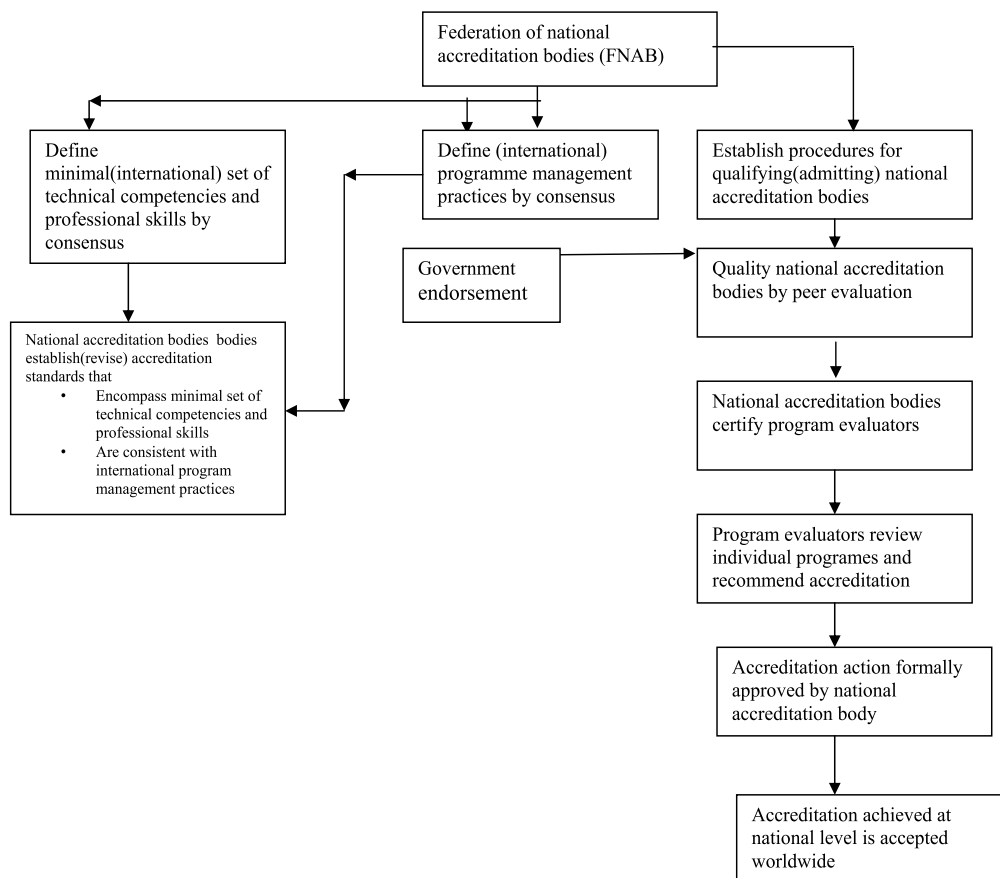 Federation of national
accreditation bodies (FNAB)
Define
minimal(international) set of
technical competencies and
professional skills by
consensus
Define (international)
programme management
practices by consensus
Establish procedures for
qualifying(admitting) national
accreditation bodies
Government
endorsement
Quality national accreditation
bodies by peer evaluation
National accreditation bodies  bodies
establish(revise) accreditation
standards that
• Encompass minimal set of
technical competencies and
professional skills
• Are consistent with
international program
management practices
National accreditation bodies
certify program evaluators
Program evaluators review
individual programes and
recommend accreditation
Accreditation action formally
approved by national
accreditation body
Accreditation achieved at
national level is accepted
worldwide